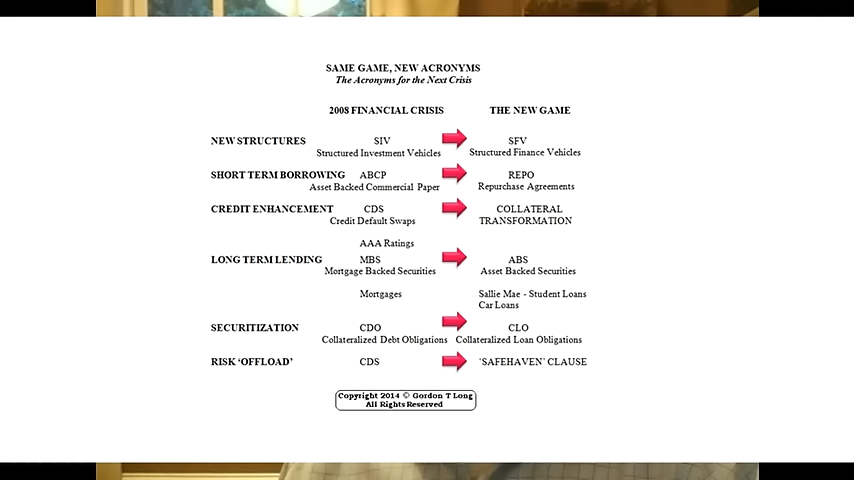 SAME GAME, NEW ACRONYMS
The Acronyms for the Next Crisis
2008 FINANCIAL CRISIS THE NEW GAME
NEW STRUCTURES SIV SFV
Structured Investment Vehicles Structured Finance Vehicles
SHORT TERM BORROWING ABCP REPO
Asset Backed Commercial Paper Repurchase Agreements
CREDIT ENHANCEMENT CDS COLLATERAL
Credit Default Swaps TRANSFORMATION
AAA Ratings
LONG TERM LENDING MBS ABS
Mortgage Backed Securities Asset Backed Securities
Mortgages Sallie Mae - Student Loans
Car Loans
SECURITIZATION CDO CLO
Collateralized Debt Obligations Collateralized Loan Obligations
RISK ‘OFFLOAD’ CDS ‘SAFEHAVEN’ CLAUSE
Copyright 2014 © Gordon T Long
All Rights Reserved